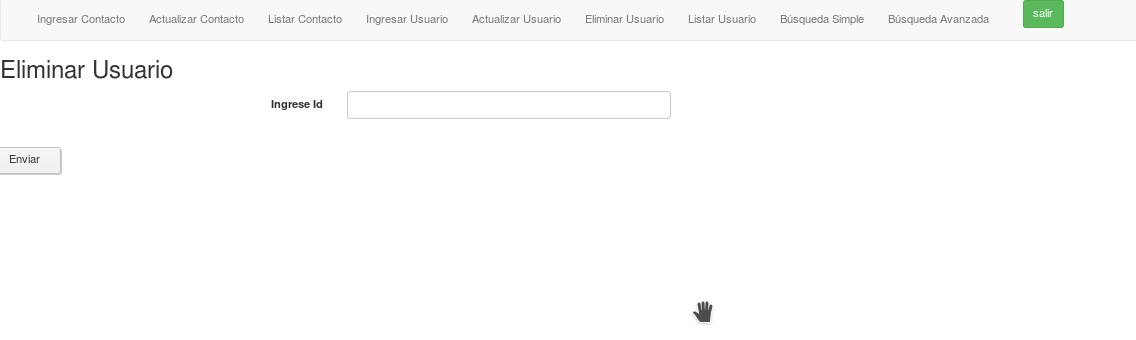 Ingresar Contacto Actualizar Contacto Listar Contacto Ingresar Usuario Actualizar Usuario Eliminar Usuario Listar Usuario Búsqueda Simple Búsqueda Avanzada salir
Eliminar Usuario
Ingrese Id
Enviar